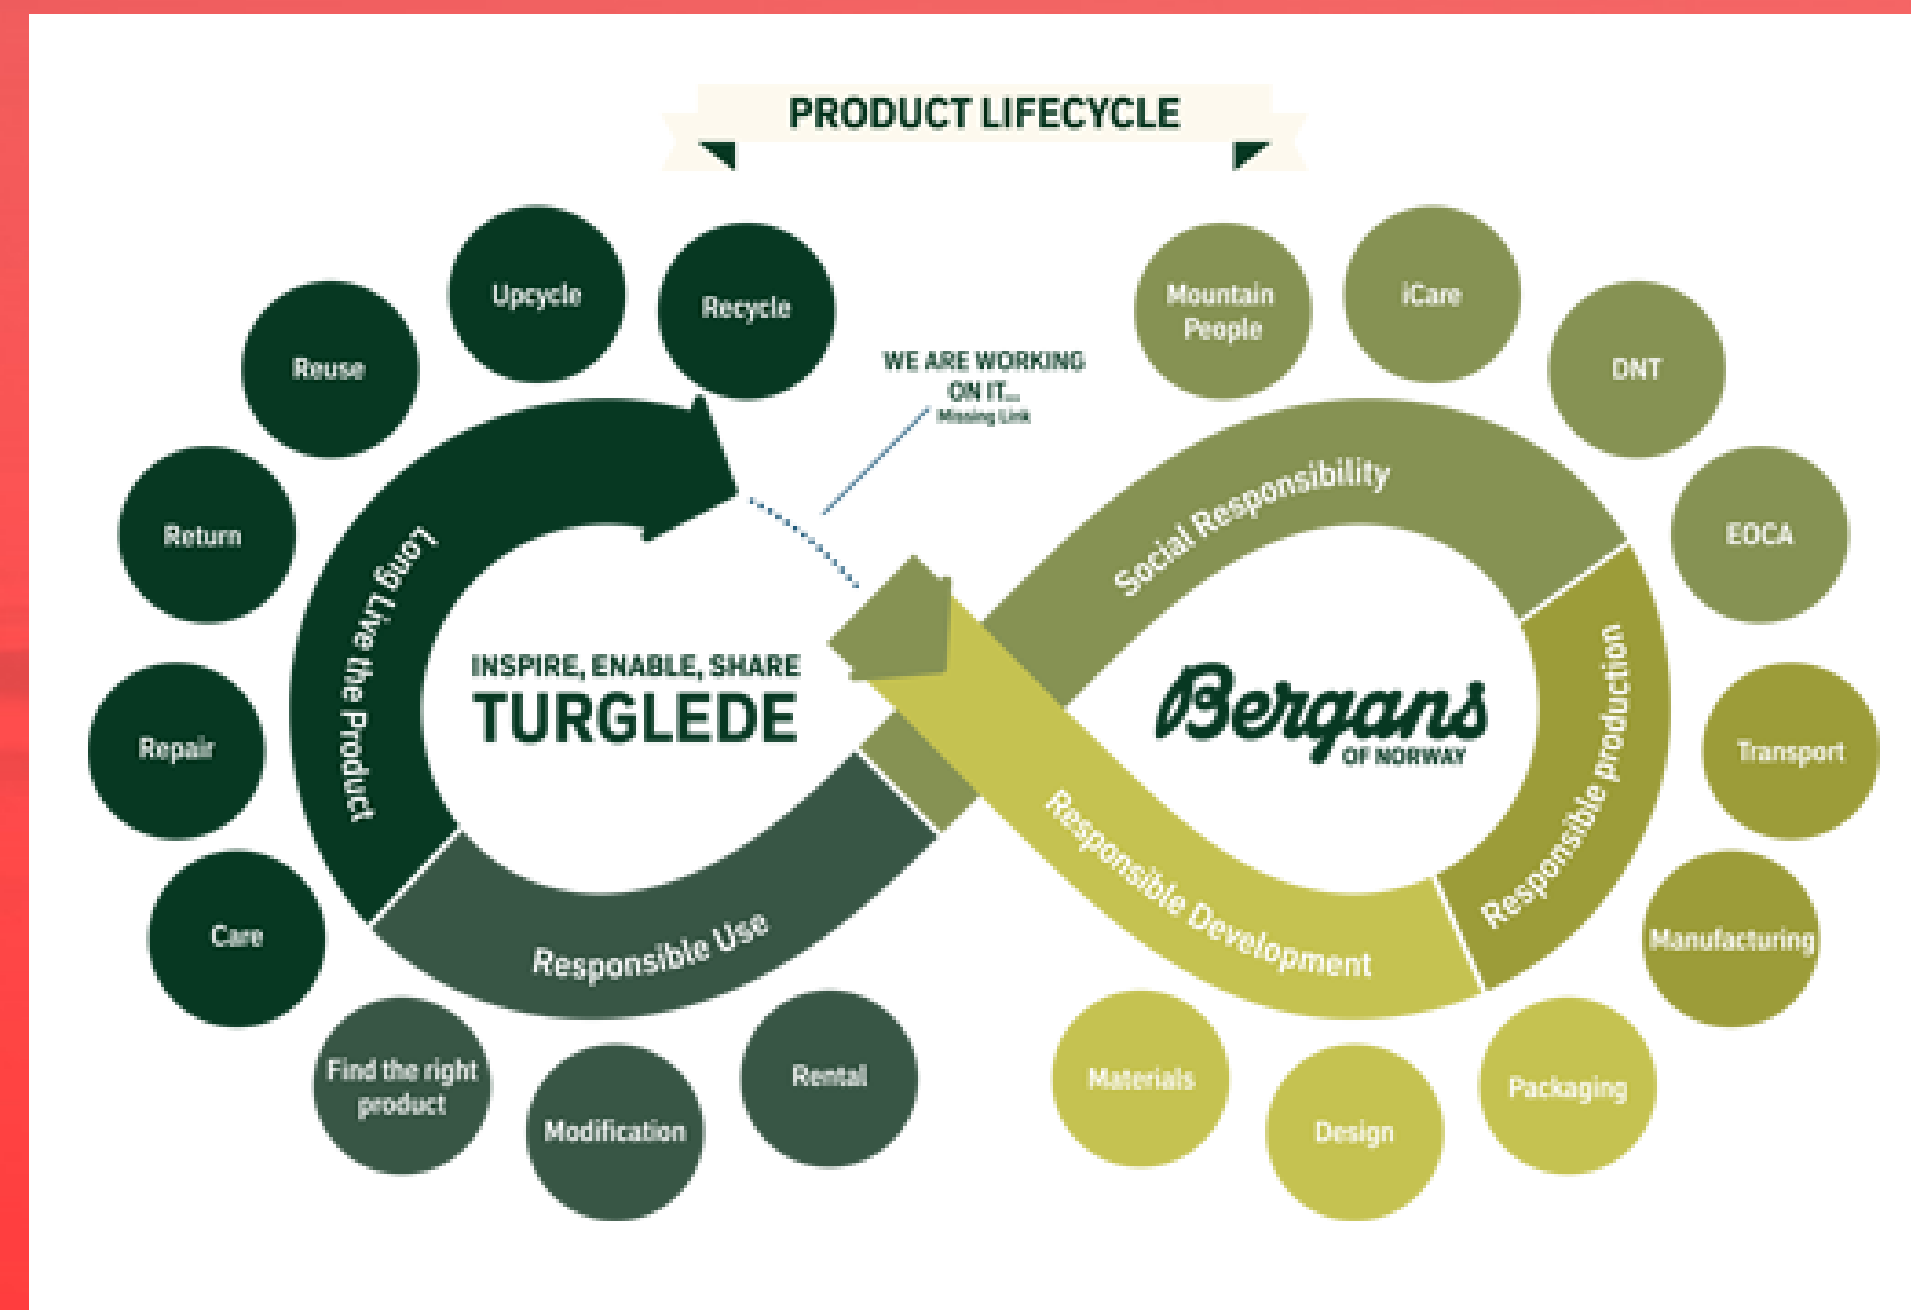 PRODUCT LIFECYCLE
Upcycle
Recycle
Reuse
Return
Repair
Care
Long Live the Product
WE ARE WORKING
ON IT...
Missing Link
INSPIRE, ENABLE, SHARE
TURGLEDE
Responsible Use
Find the right
product
Modification
Rental
Mountain
People
iCare
DNT
EOCA
Social Responsibility
Bergans
OF NORWAY
Responsible production
Transport
Manufacturing
Responsible Development
Materials
Design
Packaging